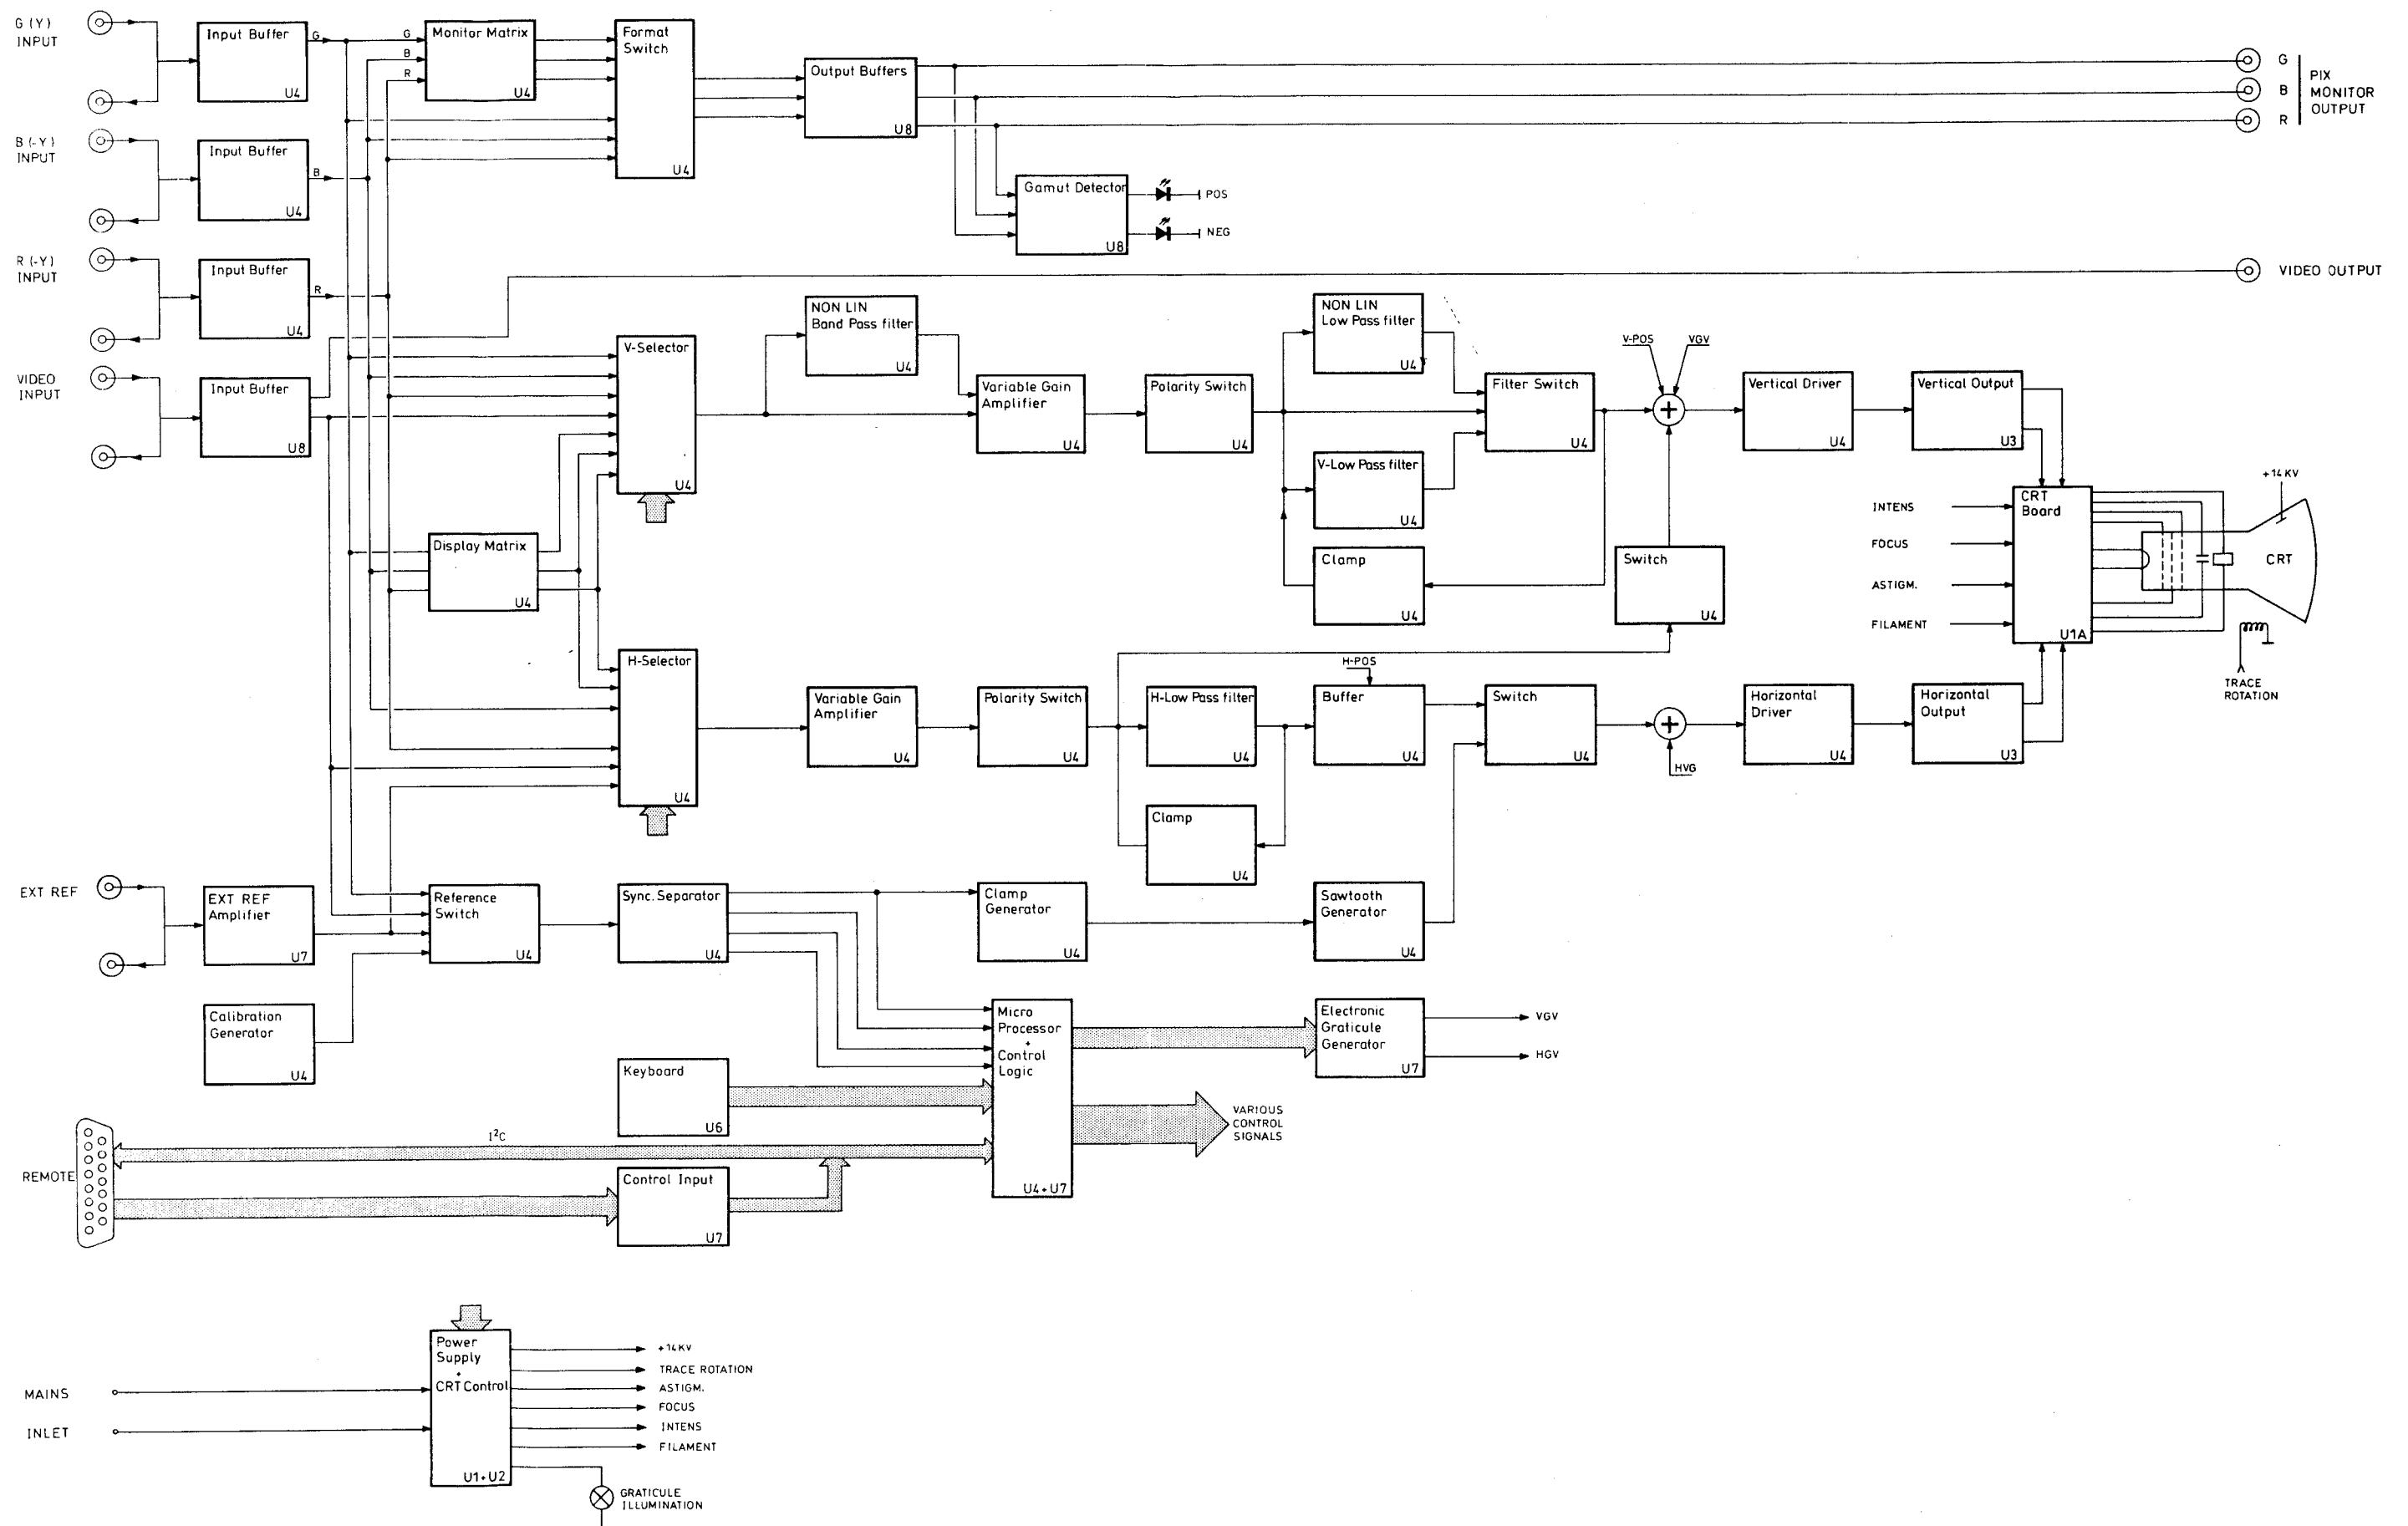 G (Y)
INPUT
Input Buffer
U4
G
G
B
R
Monitor Matrix
U4
Format
Switch
U4
Output Buffers
U8
G
B
R
PIX
MONITOR
OUTPUT
B (-Y)
INPUT
Input Buffer
U4
B
Gamut Detector
U8
POS
NEG
R (-Y)
INPUT
Input Buffer
U4
R
VIDEO OUTPUT
VIDEO
INPUT
Input Buffer
U8
V-Selector
U4
NON LIN
Band Pass filter
U4
Variable Gain
Amplifier
U4
Polarity Switch
U4
NON LIN
Low Pass filter
U4
V-Low Pass filter
U4
Clamp
U4
Filter Switch
U4
V-POS
VGV
+
Switch
U4
Vertical Driver
U4
Vertical Output
U3
INTENS
FOCUS
ASTIGM.
FILAMENT
CRT
Board
U1A
+14KV
CRT
TRACE
ROTATION
Display Matrix
U4
H-Selector
U4
Variable Gain
Amplifier
U4
Polarity Switch
U4
H-Low Pass filter
U4
Clamp
U4
H-POS
Buffer
U4
Switch
U4
+
HVG
Horizontal
Driver
U4
Horizontal
Output
U3
EXT REF
EXT REF
Amplifier
U7
Reference
Switch
U4
Sync. Separator
U4
Clamp
Generator
U4
Sawtooth
Generator
U4
Calibration
Generator
U4
Keyboard
U6
Micro
Processor
+
Control
Logic
U4+U7
Electronic
Graticule
Generator
U7
VGV
HGV
VARIOUS
CONTROL
SIGNALS
I²C
REMOTE
Control Input
U7
MAINS
INLET
Power
Supply
+
CRT Control
U1+U2
+14KV
TRACE ROTATION
ASTIGM.
FOCUS
INTENS
FILAMENT
GRATICULE
ILLUMINATION